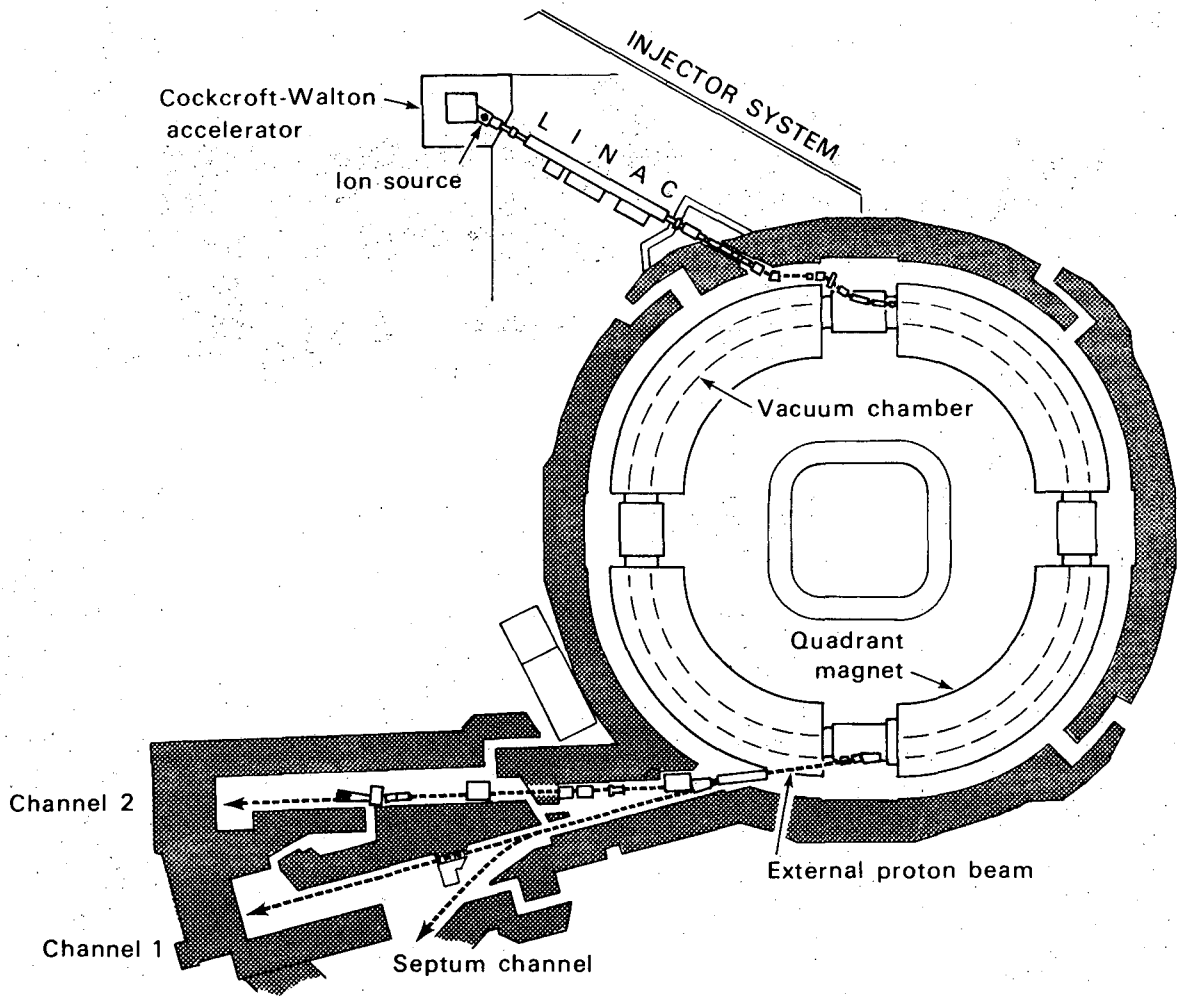 INJECTOR SYSTEM
Cockcroft-Walton
accelerator
LINAC
Ion source
Vacuum chamber
Quadrant
magnet
Channel 2
External proton beam
Channel 1
Septum channel